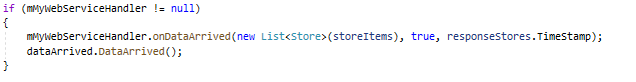 if (mMyWebServiceHandler != null)
{
mMyWebServiceHandler.onDataArrived(new List<Store>(storeItems), true, responseStores.TimeStamp);
dataArrived.DataArrived();
}